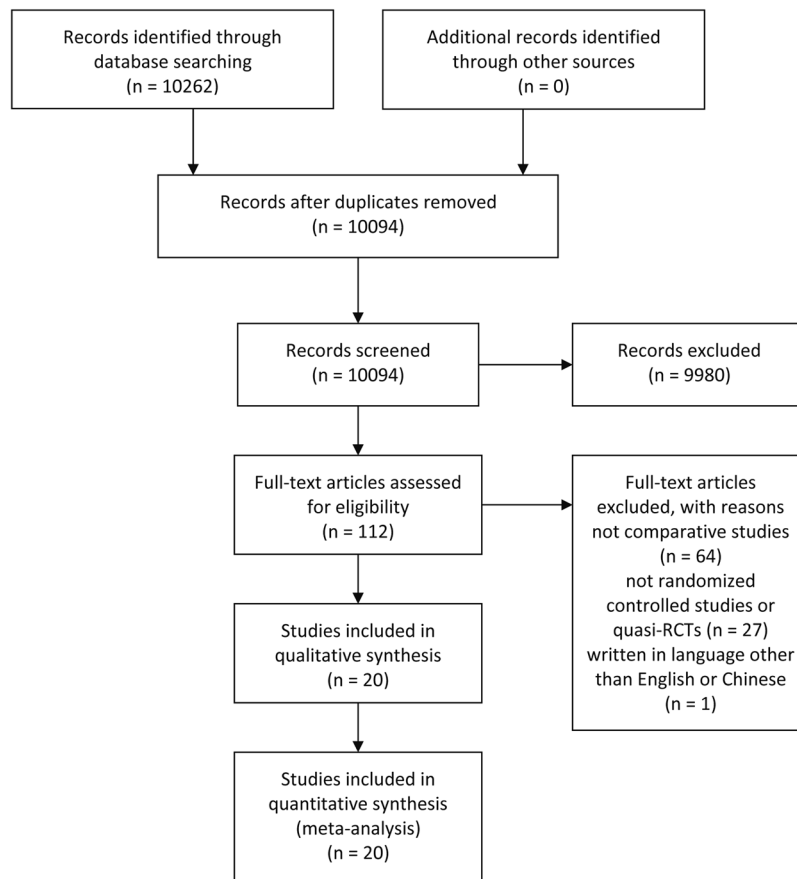 Records identified through
database searching
(n = 10262)
Additional records identified
through other sources
(n = 0)
Records after duplicates removed
(n = 10094)
Records screened
(n = 10094)
Records excluded
(n = 9980)
Full-text articles assessed
for eligibility
(n = 112)
Full-text articles
excluded, with reasons
not comparative studies
(n = 64)
not randomized
controlled studies or
quasi-RCTs (n = 27)
written in language other
than English or Chinese
(n = 1)
Studies included in
qualitative synthesis
(n = 20)
Studies included in
quantitative synthesis
(meta-analysis)
(n = 20)